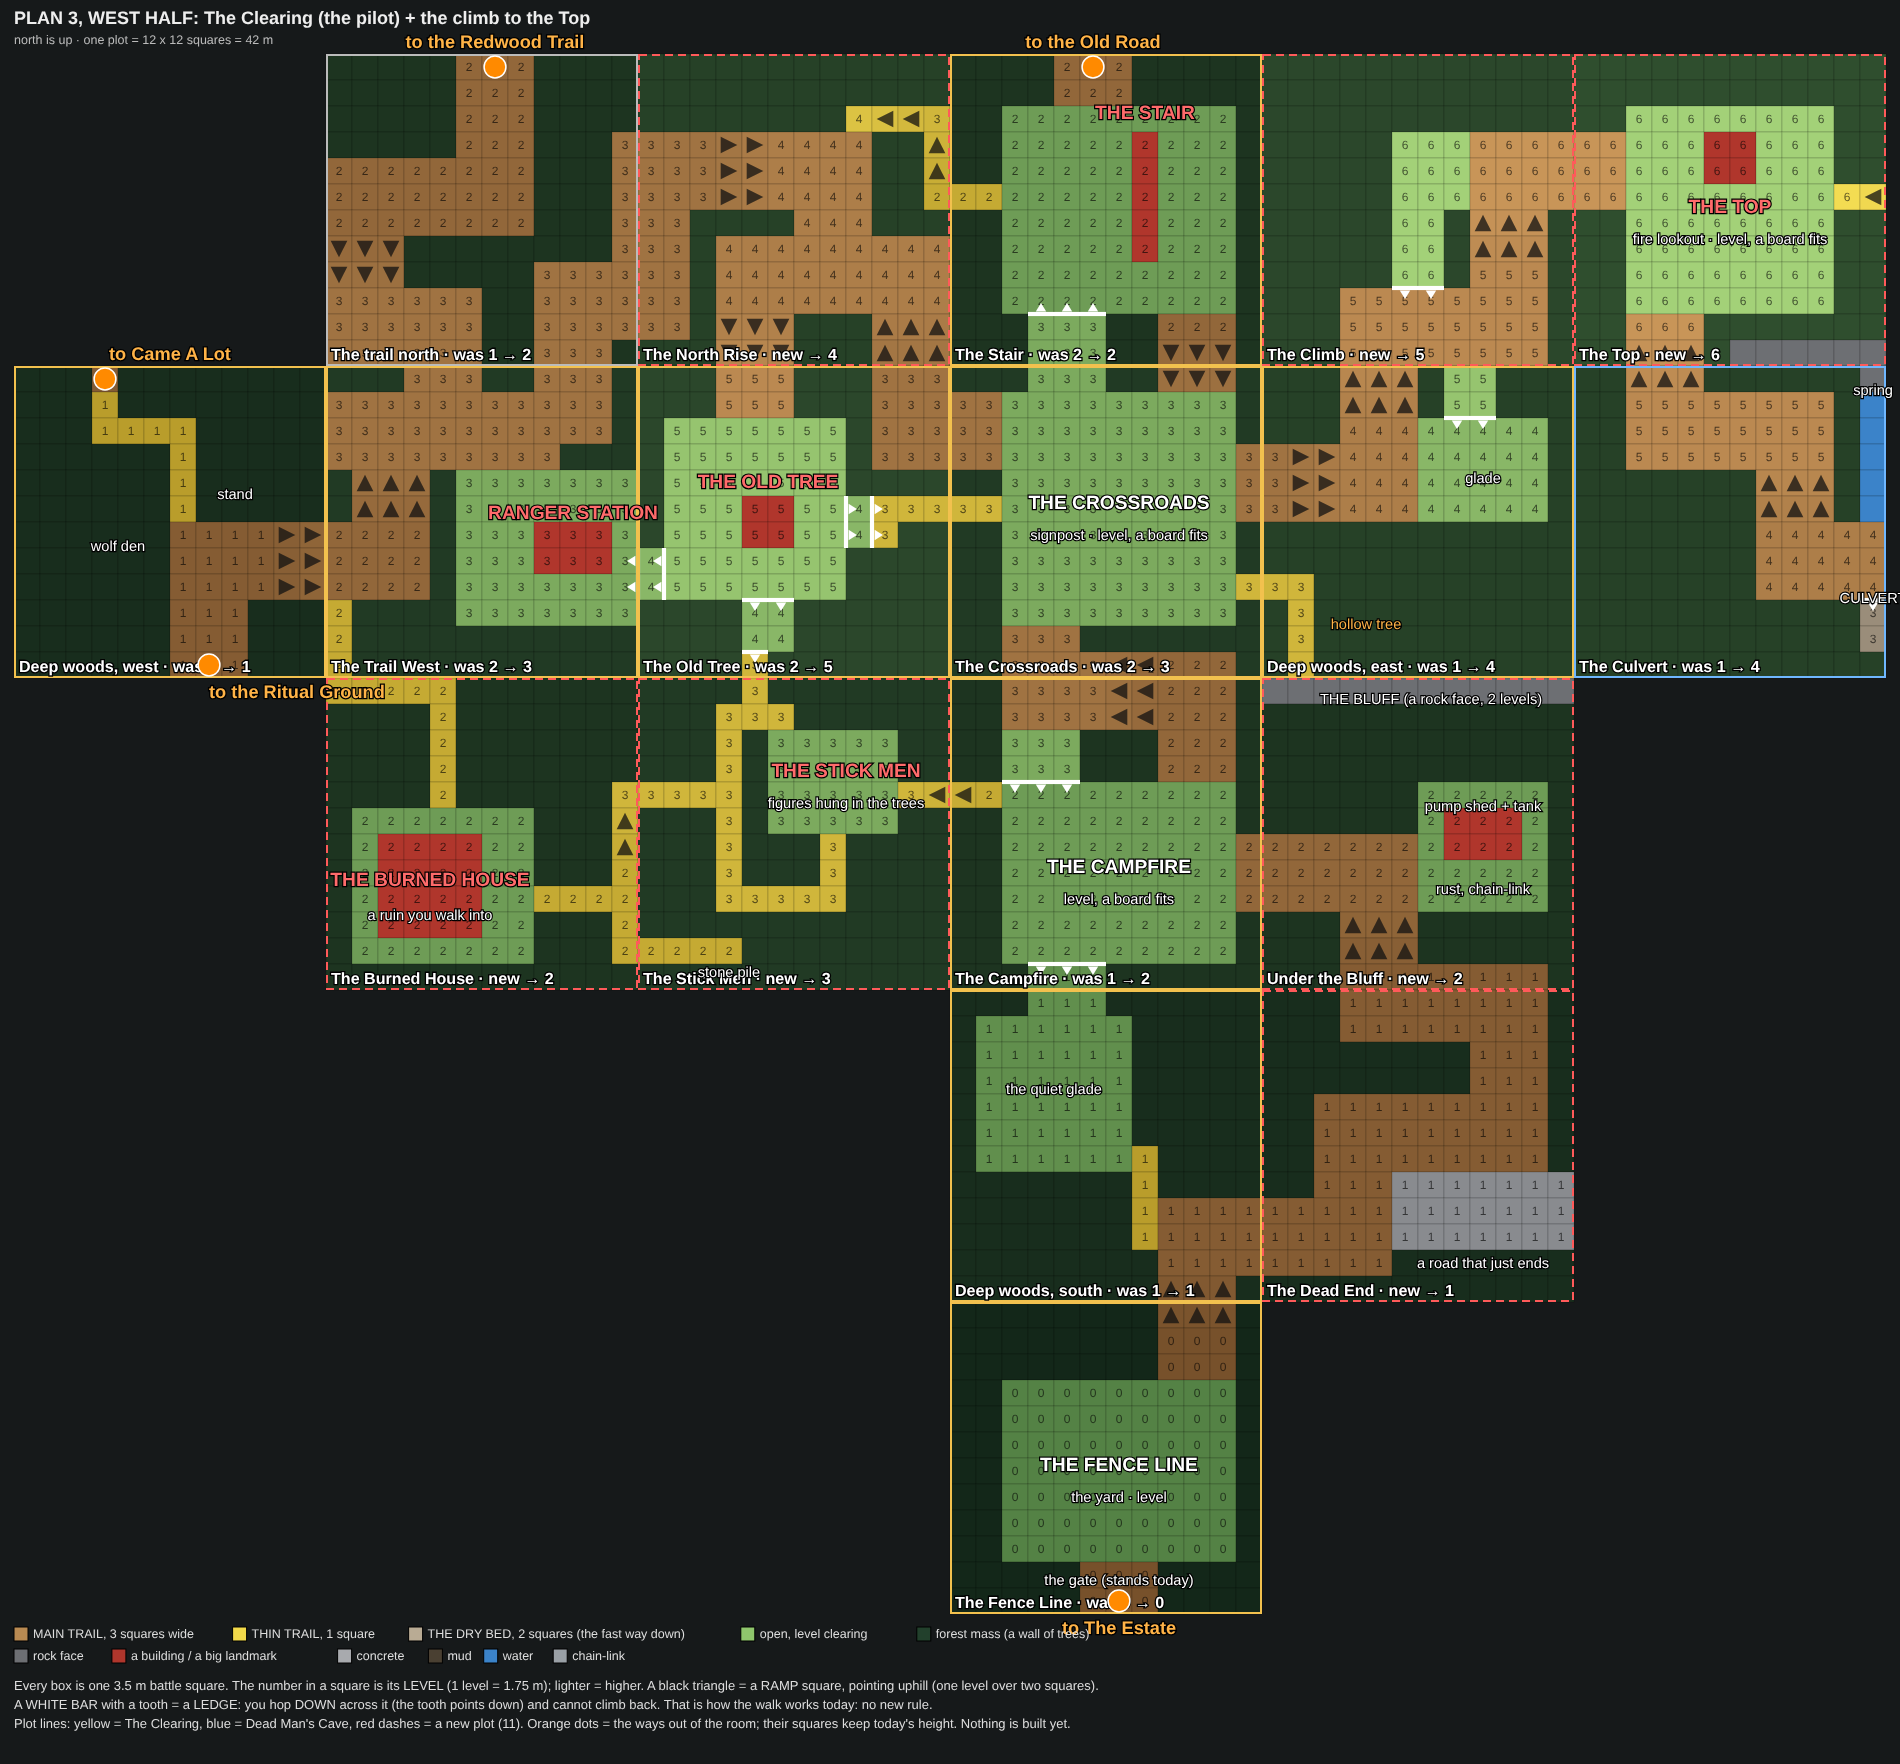 PLAN 3, WEST HALF: The Clearing (the pilot) + the climb to the Top
north is up · one plot = 12 x 12 squares = 42 m
to the Redwood Trail
to the Old Road
THE STAIR
THE TOP
fire lookout · level, a board fits
to Came A Lot
The trail north · was 1 → 2
The North Rise · new → 4
The Stair · was 2 → 2
The Climb · new → 5
The Top · new → 6
spring
stand
wolf den
RANGER STATION
THE OLD TREE
THE CROSSROADS
signpost · level, a board fits
glade
hollow tree
CULVERT
Deep woods, west · was → 1
The Trail West · was 2 → 3
The Old Tree · was 2 → 5
The Crossroads · was 2 → 3
Deep woods, east · was 1 → 4
The Culvert · was 1 → 4
to the Ritual Ground
THE BLUFF (a rock face, 2 levels)
THE STICK MEN
figures hung in the trees
pump shed + tank
THE BURNED HOUSE
a ruin you walk into
THE CAMPFIRE
level, a board fits
rust, chain-link
stone pile
The Burned House · new → 2
The Stick Men · new → 3
The Campfire · was 1 → 2
Under the Bluff · new → 2
the quiet glade
a road that just ends
Deep woods, south · was 1 → 1
The Dead End · new → 1
THE FENCE LINE
the yard · level
the gate (stands today)
The Fence Line · wa → 0
to The Estate
MAIN TRAIL, 3 squares wide
THIN TRAIL, 1 square
THE DRY BED, 2 squares (the fast way down)
open, level clearing
forest mass (a wall of trees)
rock face
a building / a big landmark
concrete
mud
water
chain-link
Every box is one 3.5 m battle square. The number in a square is its LEVEL (1 level = 1.75 m); lighter = higher. A black triangle = a RAMP square, pointing uphill (one level over two squares).
A WHITE BAR with a tooth = a LEDGE: you hop DOWN across it (the tooth points down) and cannot climb back. That is how the walk works today: no new rule.
Plot lines: yellow = The Clearing, blue = Dead Man's Cave, red dashes = a new plot (11). Orange dots = the ways out of the room; their squares keep today's height. Nothing is built yet.